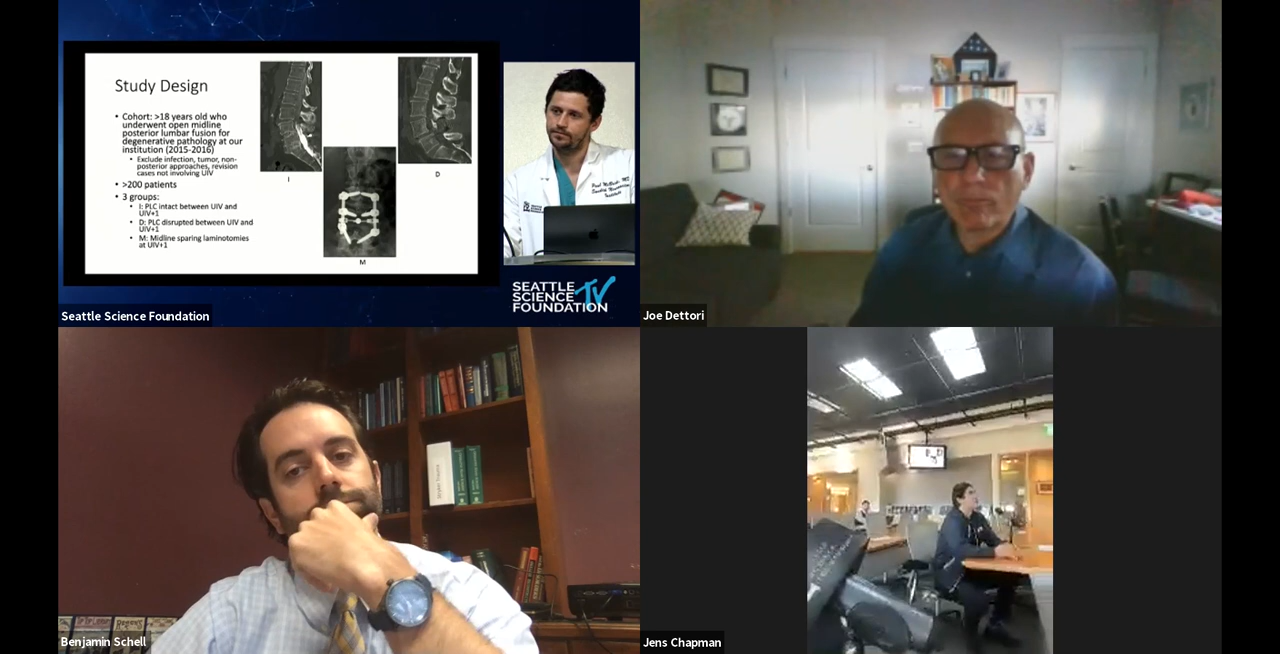 Study Design
• Cohort: >18 years old who
underwent open midline
posterior lumbar fusion for
degenerative pathology at our
institution (2015-2016)
• Exclude infection, tumor, non-
posterior approaches, revision
cases not involving UIV
• >200 patients
• 3 groups:
• I: PLC intact between UIV and
UIV+1
• D: PLC disrupted between UIV and
UIV+1
• M: Midline sparing laminotomies
at UIV+1
I
D
M
SEATTLE
SCIENCE TV
FOUNDATION
Seattle Science Foundation
Joe Dettori
Benjamin Schell
Jens Chapman